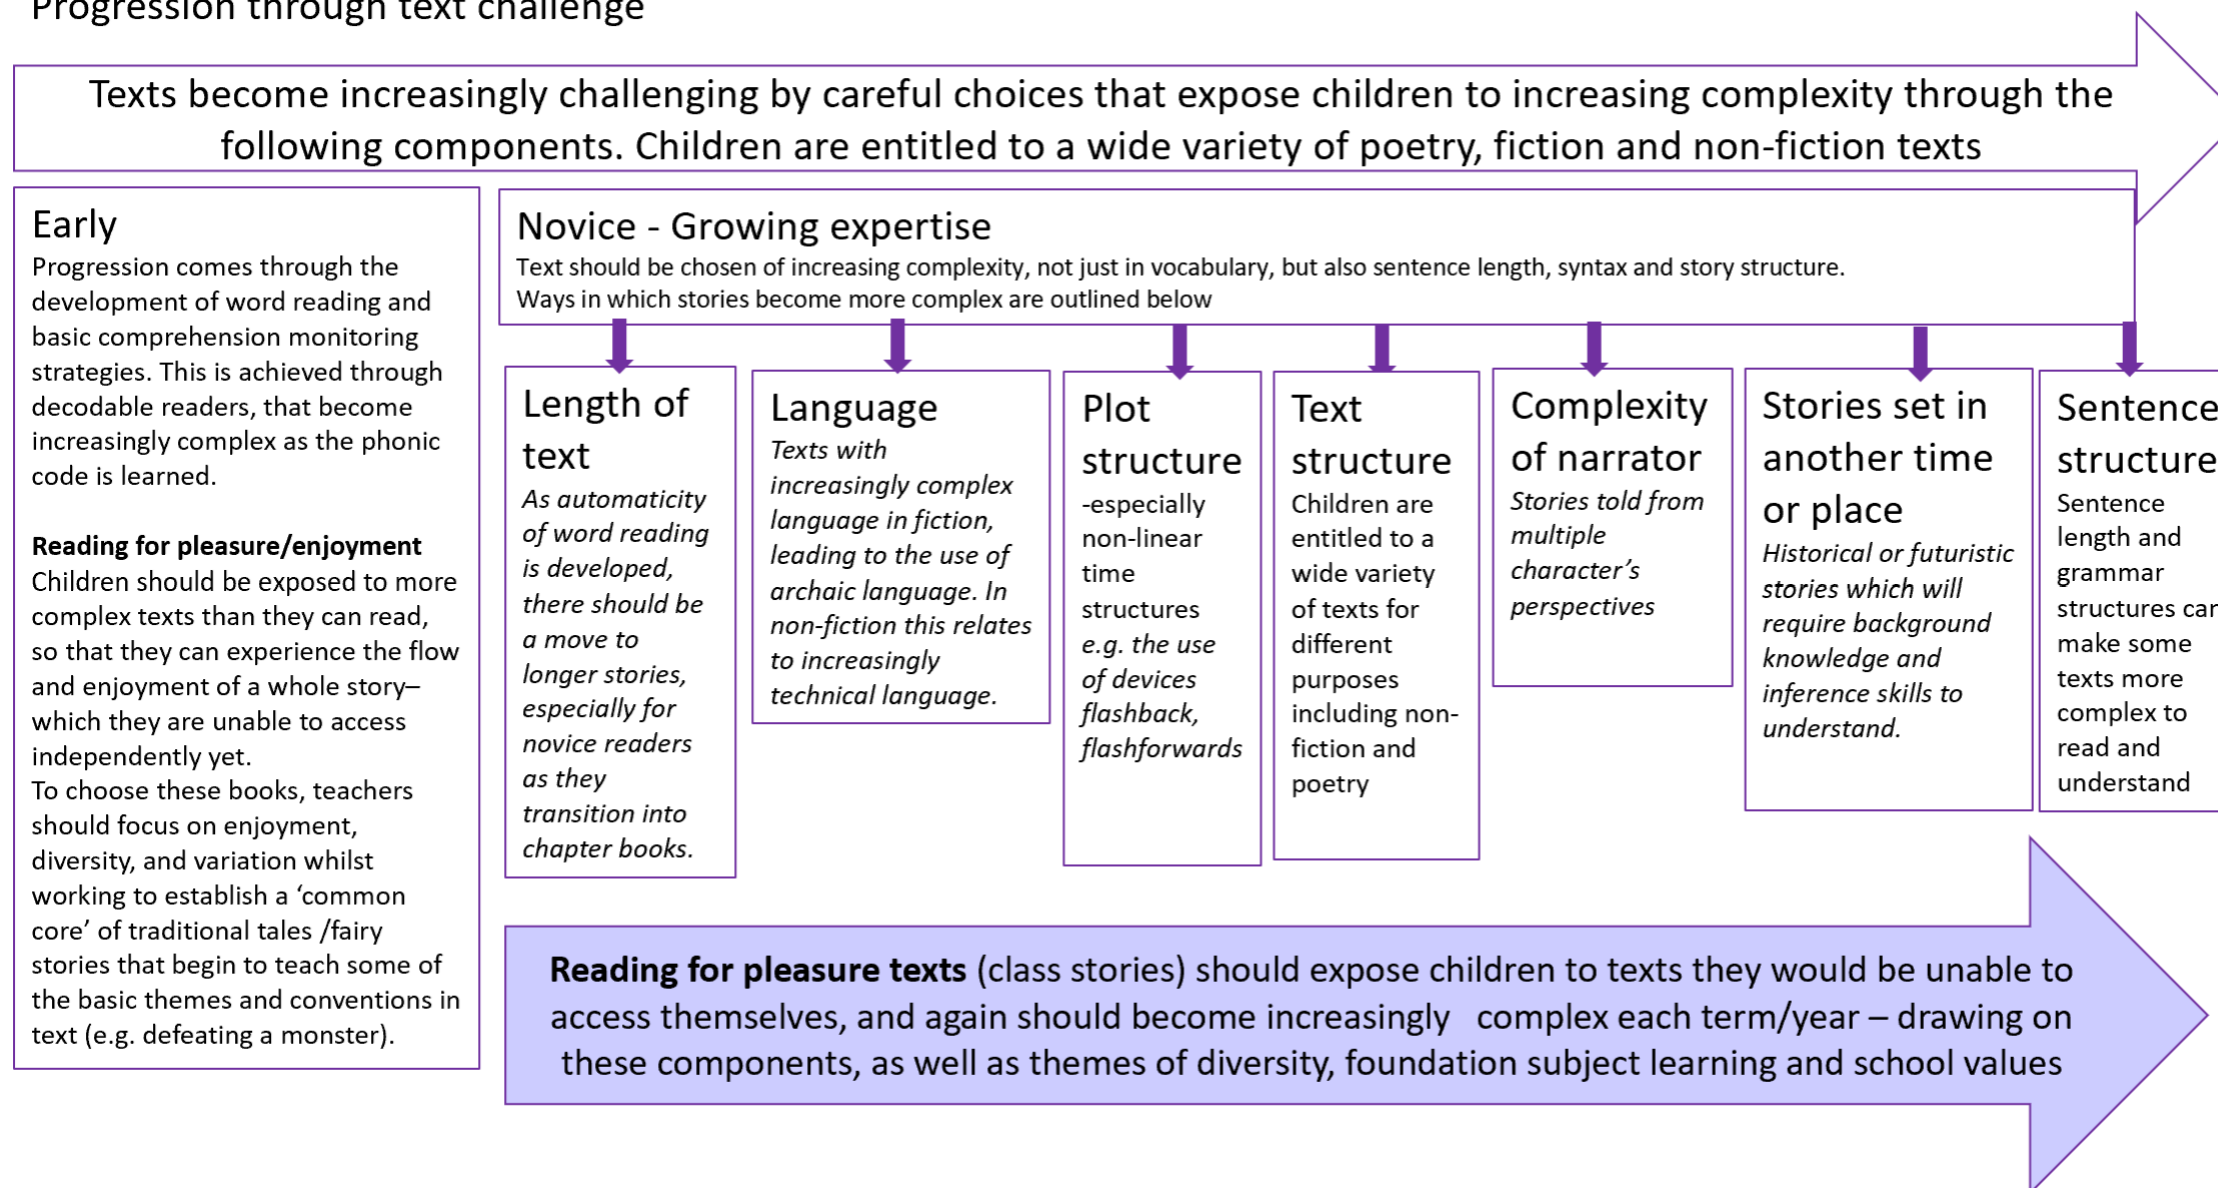 Progression through text challenge
Texts become increasingly challenging by careful choices that expose children to increasing complexity through the
following components. Children are entitled to a wide variety of poetry, fiction and non-fiction texts
Early
Progression comes through the
development of word reading and
basic comprehension monitoring
strategies. This is achieved through
decodable readers, that become
increasingly complex as the phonic
code is learned.
Reading for pleasure/enjoyment
Children should be exposed to more
complex texts than they can read,
so that they can experience the flow
and enjoyment of a whole story–
which they are unable to access
independently yet.
To choose these books, teachers
should focus on enjoyment,
diversity, and variation whilst
working to establish a ‘common
core’ of traditional tales /fairy
stories that begin to teach some of
the basic themes and conventions in
text (e.g. defeating a monster).
Novice - Growing expertise
Text should be chosen of increasing complexity, not just in vocabulary, but also sentence length, syntax and story structure.
Ways in which stories become more complex are outlined below
Length of
text
As automaticity
of word reading
is developed,
there should be
a move to
longer stories,
especially for
novice readers
as they
transition into
chapter books.
Language
Texts with
increasingly complex
language in fiction,
leading to the use of
archaic language. In
non-fiction this relates
to increasingly
technical language.
Plot
structure
-especially
non-linear
time
structures
e.g. the use
of devices
flashback,
flashforwards
Text
structure
Children are
entitled to a
wide variety
of texts for
different
purposes
including non-
fiction and
poetry
Complexity
of narrator
Stories told from
multiple
character’s
perspectives
Stories set in
another time
or place
Historical or futuristic
stories which will
require background
knowledge and
inference skills to
understand.
Sentence
structure
Sentence
length and
grammar
structures can
make some
texts more
complex to
read and
understand
Reading for pleasure texts (class stories) should expose children to texts they would be unable to
access themselves, and again should become increasingly complex each term/year – drawing on
these components, as well as themes of diversity, foundation subject learning and school values